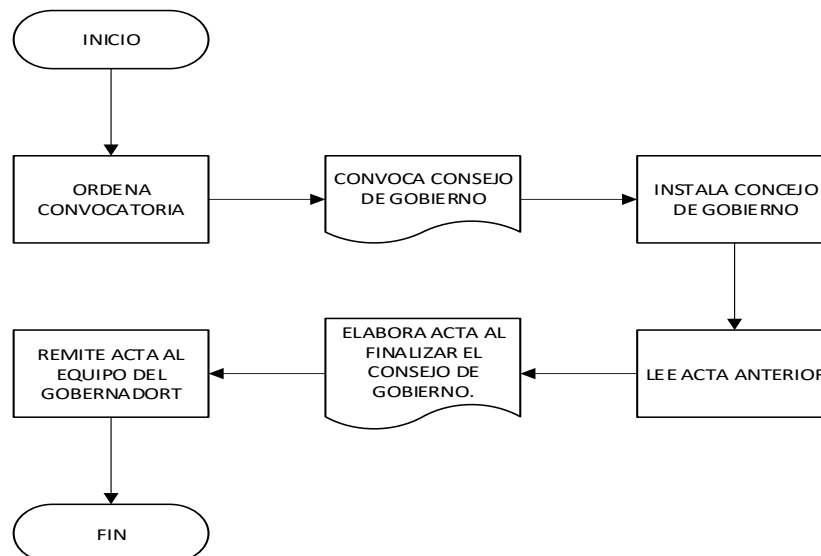 INICIO
ORDENA
CONVOCATORIA
CONVOCA CONSEJO
DE GOBIERNO
INSTALA CONCEJO
DE GOBIERNO
LEE ACTA ANTERIOR
ELABORA ACTA AL
FINALIZAR EL
CONSEJO DE
GOBIERNO.
REMITE ACTA AL
EQUIPO DEL
GOBERNADORT
FIN